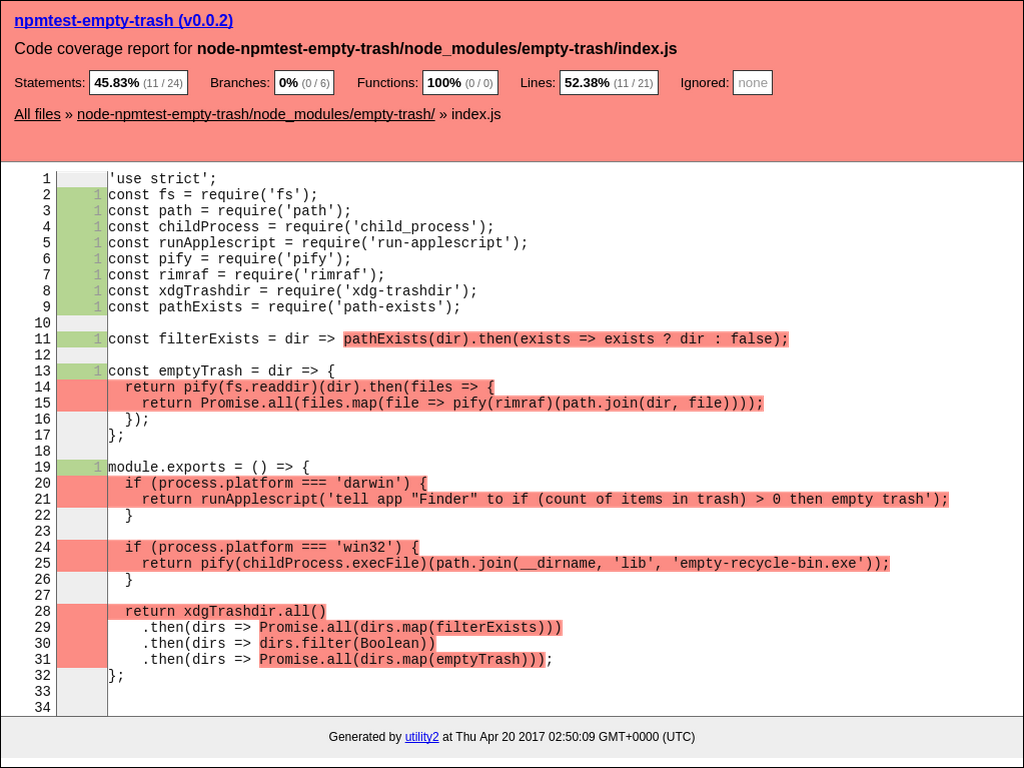 npmtest-empty-trash (v0.0.2)
Code coverage report for node-npmtest-empty-trash/node_modules/empty-trash/index.js
Statements: 45.83% (11 / 24) Branches: 0% (0 / 6) Functions: 100% (0 / 0) Lines: 52.38% (11 / 21) Ignored: none
All files » node-npmtest-empty-trash/node_modules/empty-trash/ » index.js
1 'use strict';
2 1 const fs = require('fs');
3 1 const path = require('path');
4 1 const childProcess = require('child_process');
5 1 const runApplescript = require('run-applescript');
6 1 const pify = require('pify');
7 1 const rimraf = require('rimraf');
8 1 const xdgTrashdir = require('xdg-trashdir');
9 1 const pathExists = require('path-exists');
10
11 1 const filterExists = dir => pathExists(dir).then(exists => exists ? dir : false);
12
13 1 const emptyTrash = dir => {
14 return pify(fs.readdir)(dir).then(files => {
15 return Promise.all(files.map(file => pify(rimraf)(path.join(dir, file))));
16 });
17 };
18
19 1 module.exports = () => {
20 if (process.platform === 'darwin') {
21 return runApplescript('tell app "Finder" to if (count of items in trash) > 0 then empty trash');
22 }
23
24 if (process.platform === 'win32') {
25 return pify(childProcess.execFile)(path.join(__dirname, 'lib', 'empty-recycle-bin.exe'));
26 }
27
28 return xdgTrashdir.all()
29 .then(dirs => Promise.all(dirs.map(filterExists)))
30 .then(dirs => dirs.filter(Boolean))
31 .then(dirs => Promise.all(dirs.map(emptyTrash)));
32 };
33
34
Generated by utility2 at Thu Apr 20 2017 02:50:09 GMT+0000 (UTC)